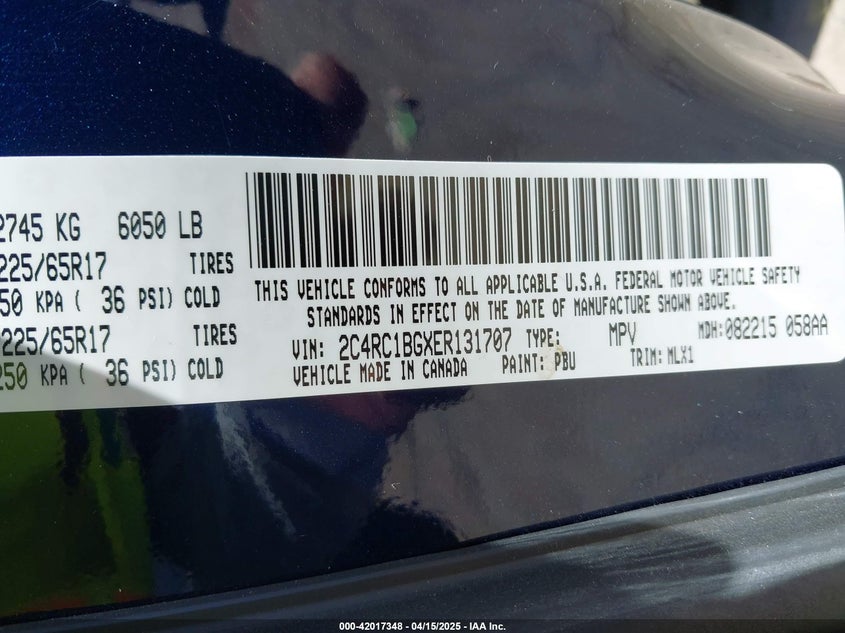 2745 KG 6050 LB
225/65R17 TIRES
50 KPA ( 36 PSI) COLD
225/65R17 TIRES
250 KPA ( 36 PSI) COLD
THIS VEHICLE CONFORMS TO ALL APPLICABLE U.S.A. FEDERAL MOTOR VEHICLE SAFETY
STANDARDS IN EFFECT ON THE DATE OF MANUFACTURE SHOWN ABOVE.
VIN: 2C4RC1BGXER131707 TYPE: MPV MDH: 082215 058AA
VEHICLE MADE IN CANADA PAINT: PBU TRIM: MLX1
000-42017348 - 04/15/2025 - IAA Inc.